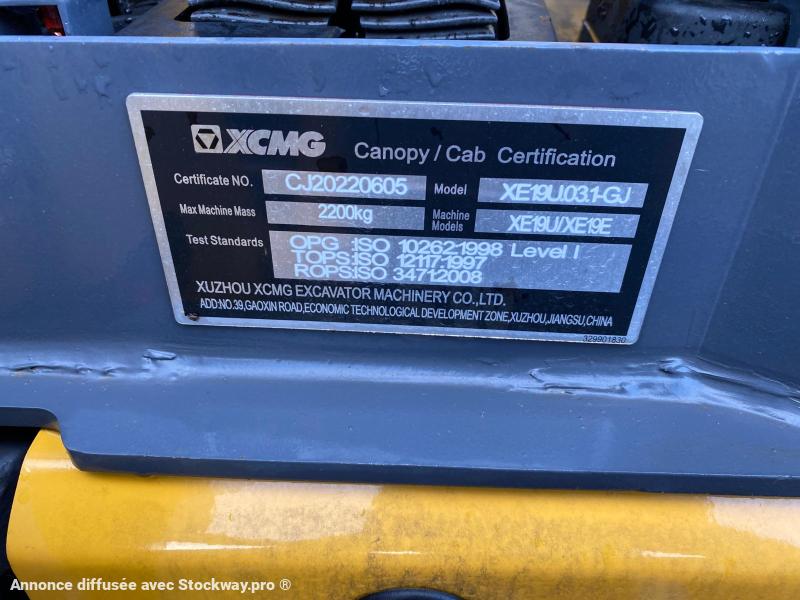 XCMG Canopy / Cab Certification
Certificate NO. CJ20220605 Model XE19U.03.1-GJ
Max Machine Mass 2200kg Machine Models XE19U/XE19E
Test Standards OPG :ISO 10262:1998 Level I
TOPS:ISO 12117:1997
ROPS:ISO 3471:2008
XUZHOU XCMG EXCAVATOR MACHINERY CO.,LTD.
ADD:NO.39,GAOXIN ROAD,ECONOMIC TECHNOLOGICAL DEVELOPMENT ZONE,XUZHOU,JIANGSU,CHINA
329901830
Annonce diffusée avec Stockway.pro ®